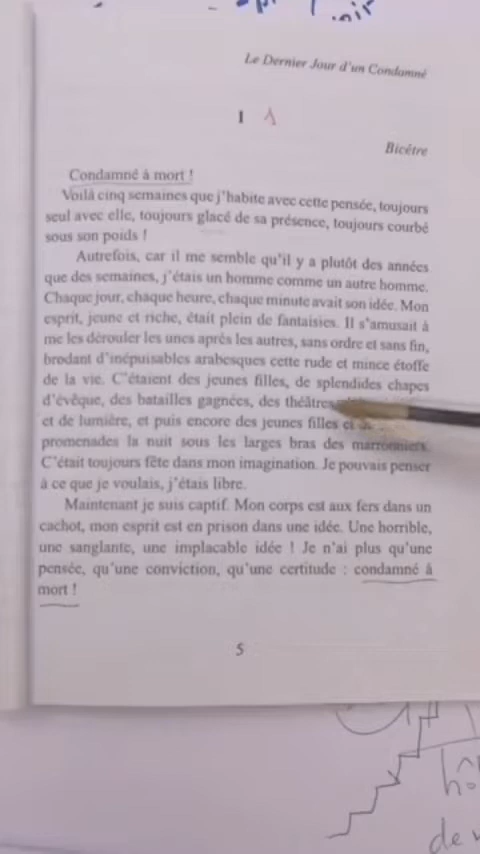 Le Dernier Jour d'un Condamné
I 1
Bicêtre
Condamné à mort !
Voilà cinq semaines que j'habite avec cette pensée, toujours
seul avec elle, toujours glacé de sa présence, toujours courbé
sous son poids !
Autrefois, car il me semble qu'il y a plutôt des années
que des semaines, j'étais un homme comme un autre homme.
Chaque jour, chaque heure, chaque minute avait son idée. Mon
esprit, jeune et riche, était plein de fantaisies. Il s'amusait à
me les dérouler les unes après les autres, sans ordre et sans fin,
brodant d'inépuisables arabesques cette rude et mince étoffe
de la vie. C'étaient des jeunes filles, de splendides chapes
d'évêque, des batailles gagnées, des théâtres
et de lumière, et puis encore des jeunes filles et
promenades la nuit sous les larges bras des marronniers.
C'était toujours fête dans mon imagination. Je pouvais penser
à ce que je voulais, j'étais libre.
Maintenant je suis captif. Mon corps est aux fers dans un
cachot, mon esprit est en prison dans une idée. Une horrible,
une sanglante, une implacable idée ! Je n'ai plus qu'une
pensée, qu'une conviction, qu'une certitude : condamné à
mort !
5
de